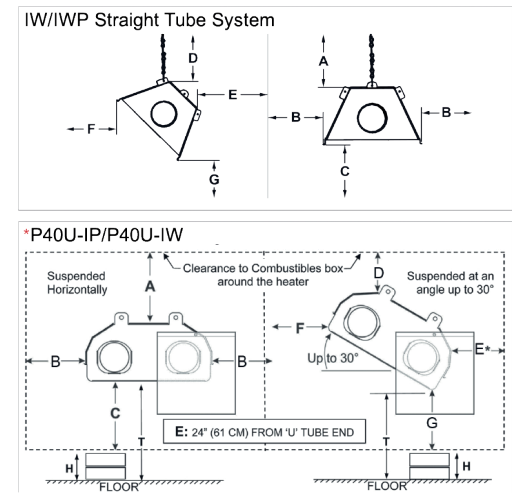 IW/IWP Straight Tube System
D
E
F
G
A
B
B
C
*P40U-IP/P40U-IW
Suspended
Horizontally
A
Clearance to Combustibles box
around the heater
D
Suspended at an
angle up to 30°
B
B
F
Up to 30°
E*
C
T
E: 24" (61 CM) FROM 'U' TUBE END
T
G
H
FLOOR
H
FLOOR